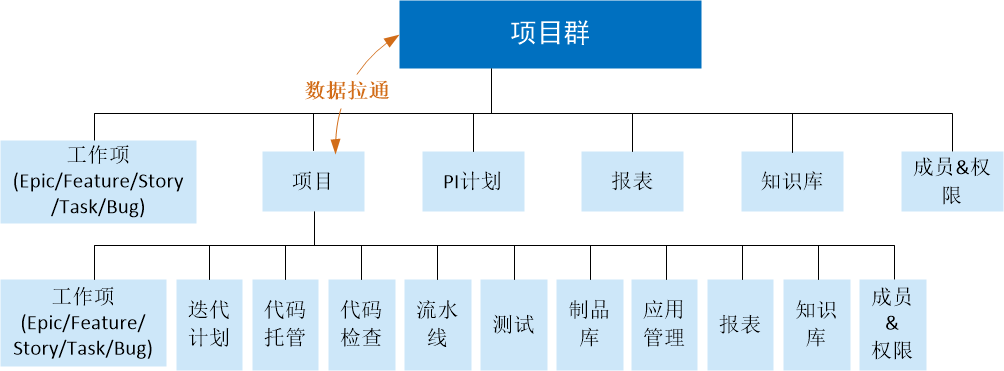 项目群
数据拉通
工作项
(Epic/Feature/Story
/Task/Bug)
项目
PI计划
报表
知识库
成员&权
限
工作项
(Epic/Feature/
Story/Task/Bug)
迭代
计划
代码
托管
代码
检查
流水
线
测试
制品
库
应用
管理
报表
知识
库
成员
&
权限